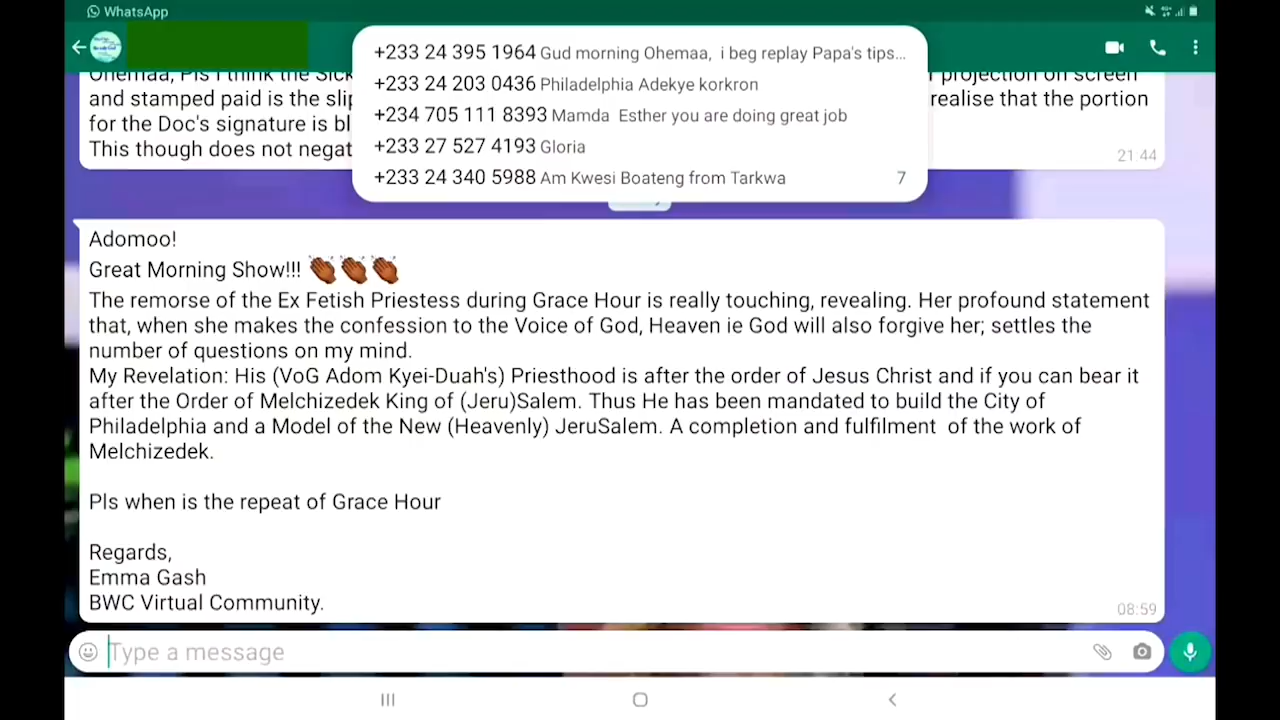 WhatsApp
+233 24 395 1964 Gud morning Ohemaa, i beg replay Papa's tips...
+233 24 203 0436 Philadelphia Adekye korkron
+234 705 111 8393 Mamda Esther you are doing great job
+233 27 527 4193 Gloria
+233 24 340 5988 Am Kwesi Boateng from Tarkwa 7
Ohemaa, Pls I think the Sick projection on screen
and stamped paid is the slip realise that the portion
for the Doc's signature is bl
This though does not negat
21:44
Adomoo!
Great Morning Show!!! 👏🏾👏🏾👏🏾
The remorse of the Ex Fetish Priestess during Grace Hour is really touching, revealing. Her profound statement
that, when she makes the confession to the Voice of God, Heaven ie God will also forgive her; settles the
number of questions on my mind.
My Revelation: His (VoG Adom Kyei-Duah's) Priesthood is after the order of Jesus Christ and if you can bear it
after the Order of Melchizedek King of (Jeru)Salem. Thus He has been mandated to build the City of
Philadelphia and a Model of the New (Heavenly) JeruSalem. A completion and fulfilment of the work of
Melchizedek.
Pls when is the repeat of Grace Hour
Regards,
Emma Gash
BWC Virtual Community.
08:59
Type a message